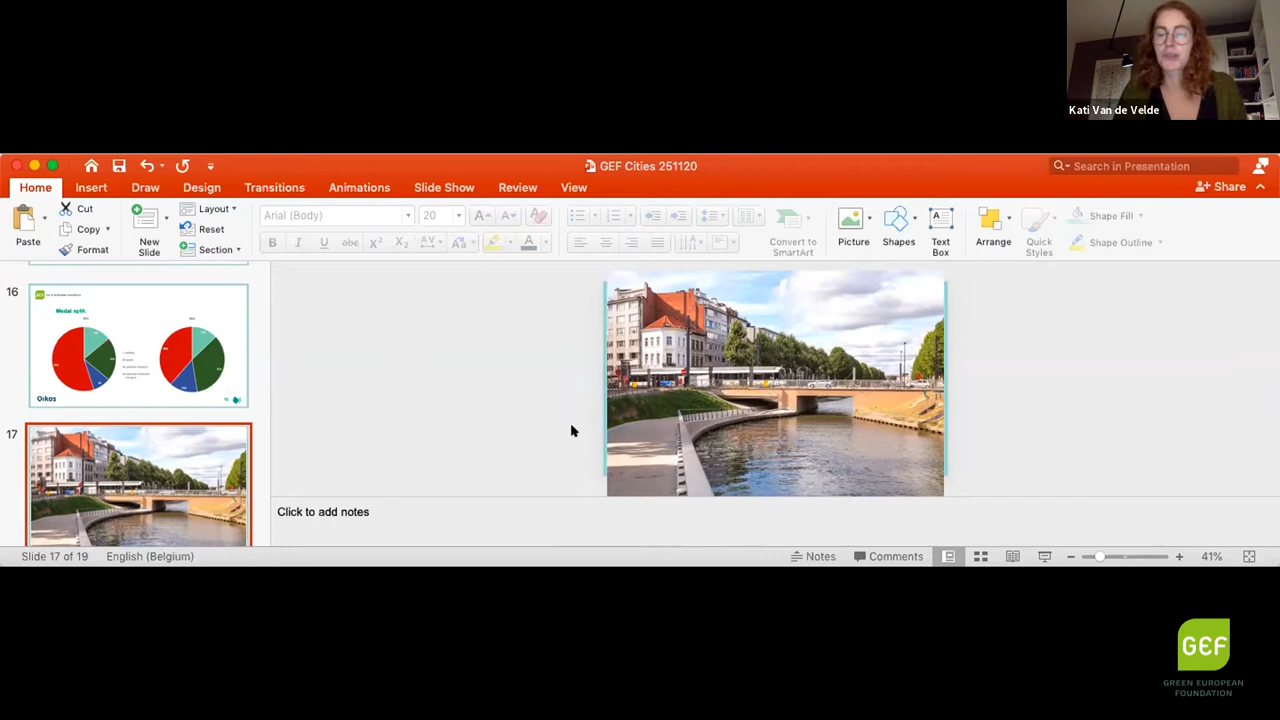 Kati Van de Velde
GEF Cities 251120
Search in Presentation
Home Insert Draw Design Transitions Animations Slide Show Review View Share
Paste Cut Copy Format
New Slide
Layout Reset Section
Arial (Body) 20
Convert to SmartArt
Picture Shapes Text Box Arrange Quick Styles
Shape Fill
Shape Outline
16
Modal split:
Oikos
17
Click to add notes
Slide 17 of 19 English (Belgium) Notes Comments 41%
GEF
GREEN EUROPEAN
FOUNDATION